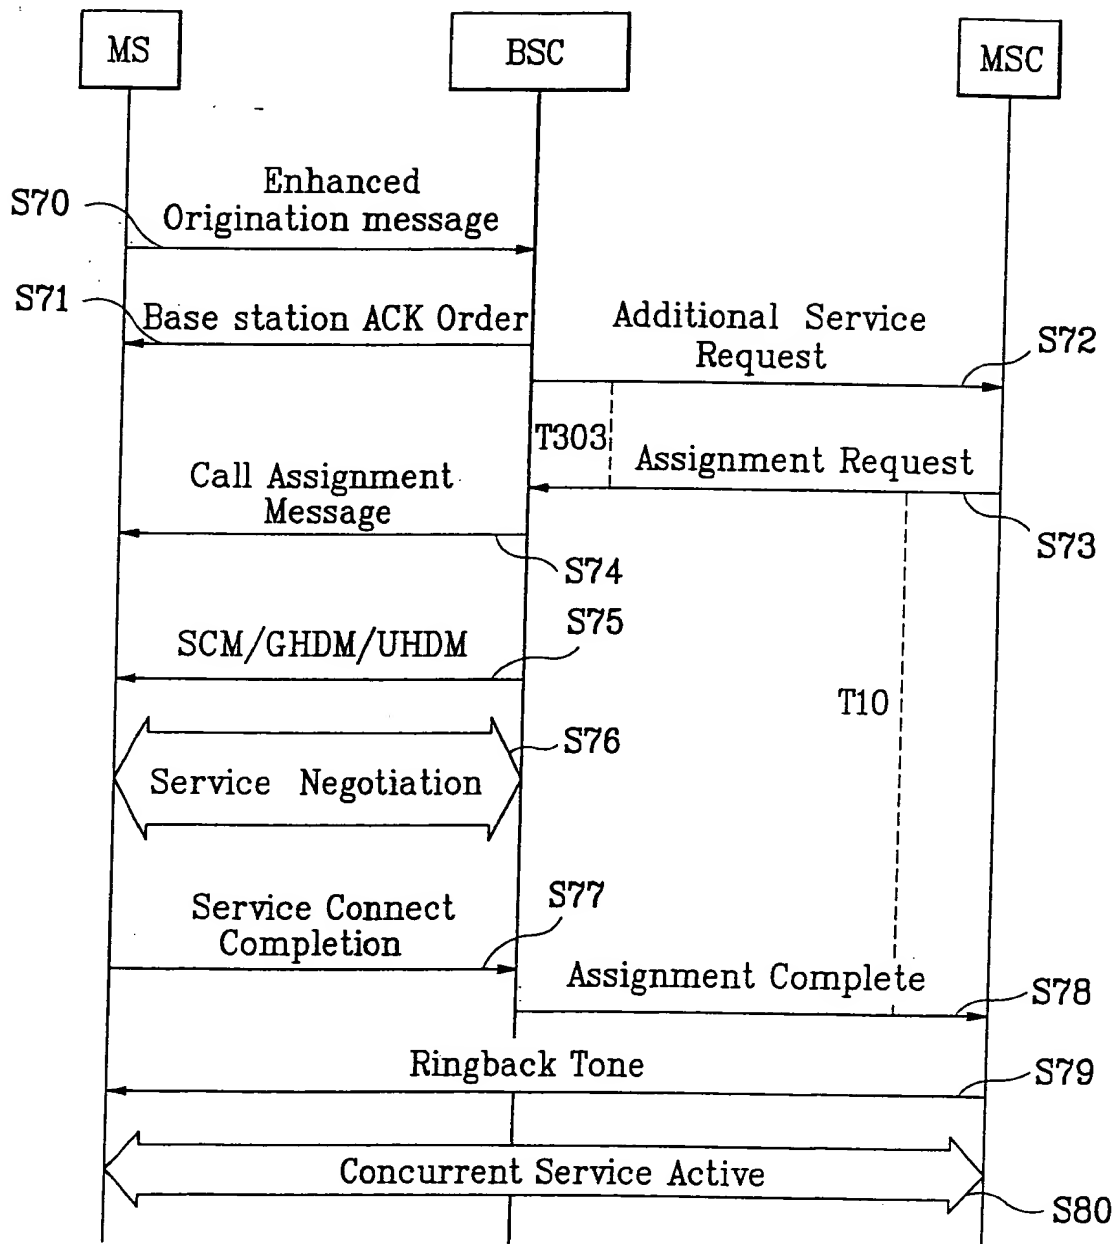 MS
BSC
MSC
Enhanced
Origination message
S70
S71
Base station ACK Order
Additional Service
Request
S72
T303
Assignment Request
S73
Call Assignment
Message
S74
S75
SCM/GHDM/UHDM
T10
S76
Service Negotiation
S77
Service Connect
Completion
Assignment Complete
S78
Ringback Tone
S79
Concurrent Service Active
S80